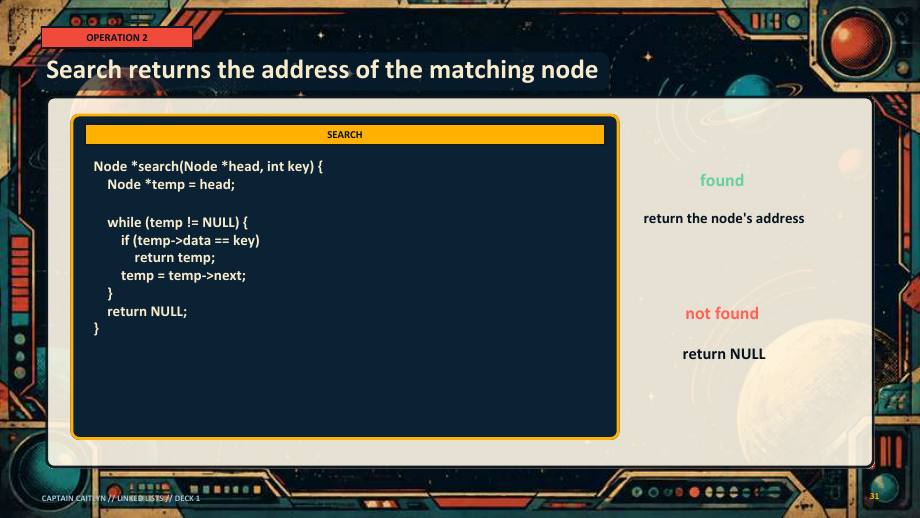 OPERATION 2
Search returns the address of the matching node
SEARCH
Node *search(Node *head, int key) {
    Node *temp = head;

    while (temp != NULL) {
        if (temp->data == key)
            return temp;
        temp = temp->next;
    }
    return NULL;
}
found
return the node's address
not found
return NULL
CAPTAIN CAITLYN // LINKED LISTS // DECK 1
31